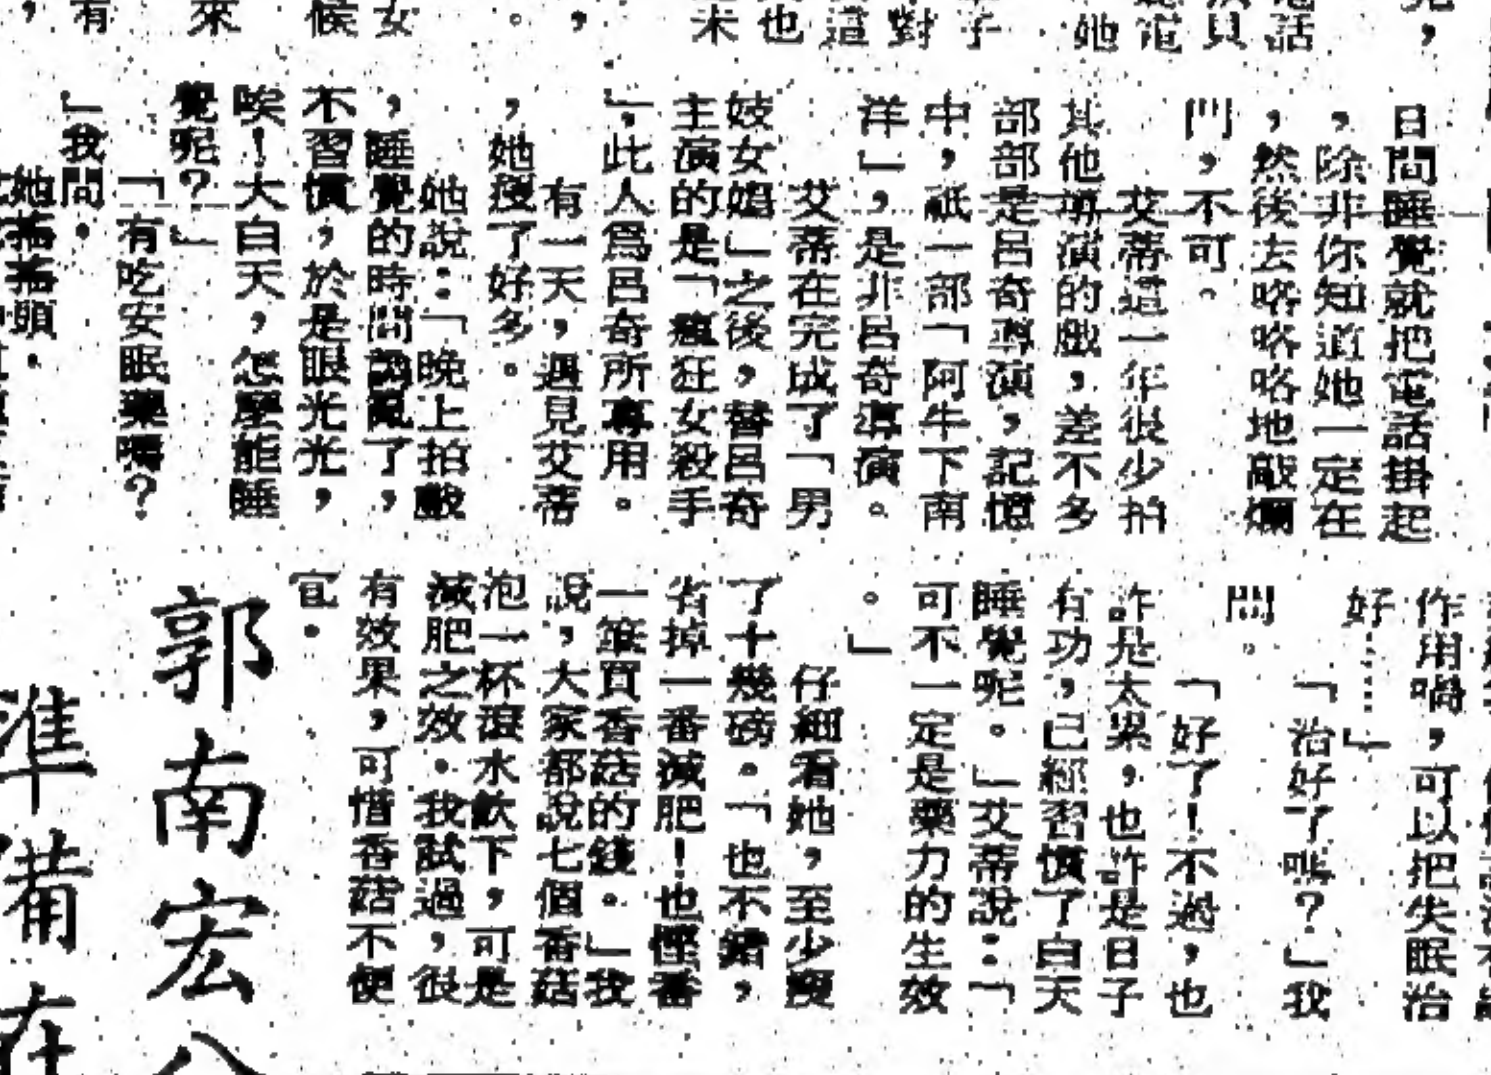 日間睡覺就把電話掛起
，除非你知道她一定在
，然後去咯咯咯地敲爛
門，不可。
艾蒂這一年很少拍
其他導演的戲，差不多
部部是呂奇導演，記憶
中，祇一部「阿牛下南
洋」，是非呂奇導演。
艾蒂在完成了「男
妓女娼」之後，替呂奇
主演的是「瘋狂女殺手
」，此人爲呂奇所專用。
有一天，遇見艾蒂
，她瘦了好多。
她說：「晚上拍戲
，睡覺的時間調亂了，
不習慣，於是眼光光，
唉！大白天，怎麼能睡
覺呢？」
「有吃安眠藥嗎？
」我問。
她搖搖頭。
作用喎，可以把失眠治
好……」
「治好了嗎？」我
問。
「好了！不過，也
許是太累，也許是日子
有功，已經習慣了白天
睡覺呢。」艾蒂說：「
可不一定是藥力的生效
。」
仔細看她，至少瘦
了十幾磅。「也不錯，
省掉一番減肥！也慳番
一筆買香菇的錢。」我
說，大家都說七個香菇
泡一杯滾水飲下，可是
減肥之效。我試過，很
有效果，可惜香菇不便
宜。
郭南宏
準備在